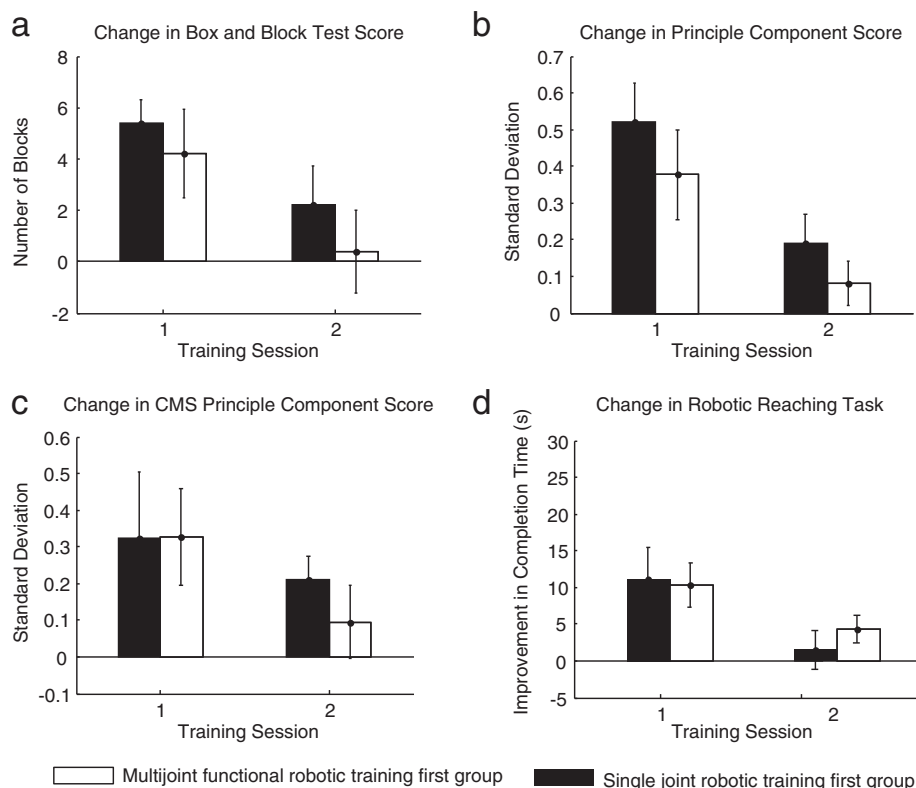 a
Change in Box and Block Test Score
8
6
4
2
0
-2
Number of Blocks
1
2
Training Session
b
Change in Principle Component Score
0.7
0.6
0.5
0.4
0.3
0.2
0.1
0
Standard Deviation
1
2
Training Session
c
Change in CMS Principle Component Score
0.6
0.5
0.4
0.3
0.2
0.1
0
-0.1
Standard Deviation
1
2
Training Session
d
Change in Robotic Reaching Task
30
25
20
15
10
5
0
-5
Improvement in Completion Time (s)
1
2
Training Session
Multijoint functional robotic training first group
Single joint robotic training first group